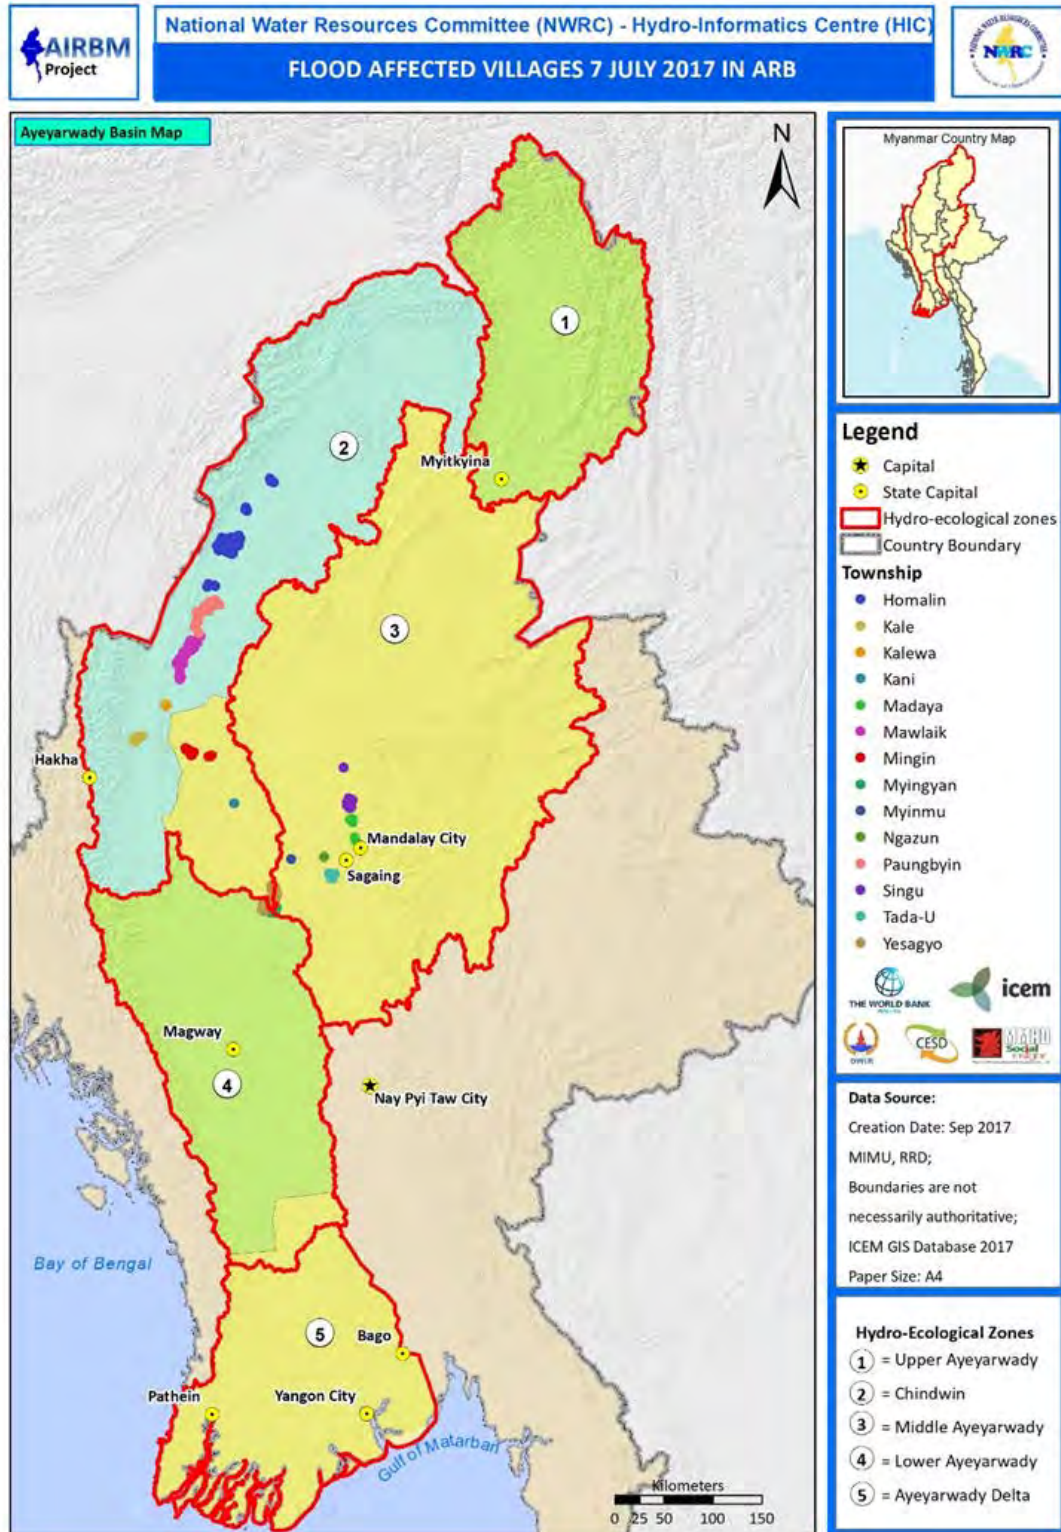 AIRBM
Project
National Water Resources Committee (NWRC) - Hydro-Informatics Centre (HIC)
FLOOD AFFECTED VILLAGES 7 JULY 2017 IN ARB
NWRC
Ayeyarwady Basin Map
N
1
2
Myitkyina
3
Hakha
Mandalay City
Sagaing
Magway
4
Nay Pyi Taw City
Bay of Bengal
5
Bago
Pathein
Yangon City
Gulf of Matarban
Kilometers
0 25 50 100 150
Myanmar Country Map
Legend
Capital
State Capital
Hydro-ecological zones
Country Boundary
Township
Homalin
Kale
Kalewa
Kani
Madaya
Mawlaik
Mingin
Myingyan
Myinmu
Ngazun
Paungbyin
Singu
Tada-U
Yesagyo
THE WORLD BANK
icem
DWIR
CESD
Social
Data Source:
Creation Date: Sep 2017
MIMU, RRD;
Boundaries are not
necessarily authoritative;
ICEM GIS Database 2017
Paper Size: A4
Hydro-Ecological Zones
1 = Upper Ayeyarwady
2 = Chindwin
3 = Middle Ayeyarwady
4 = Lower Ayeyarwady
5 = Ayeyarwady Delta